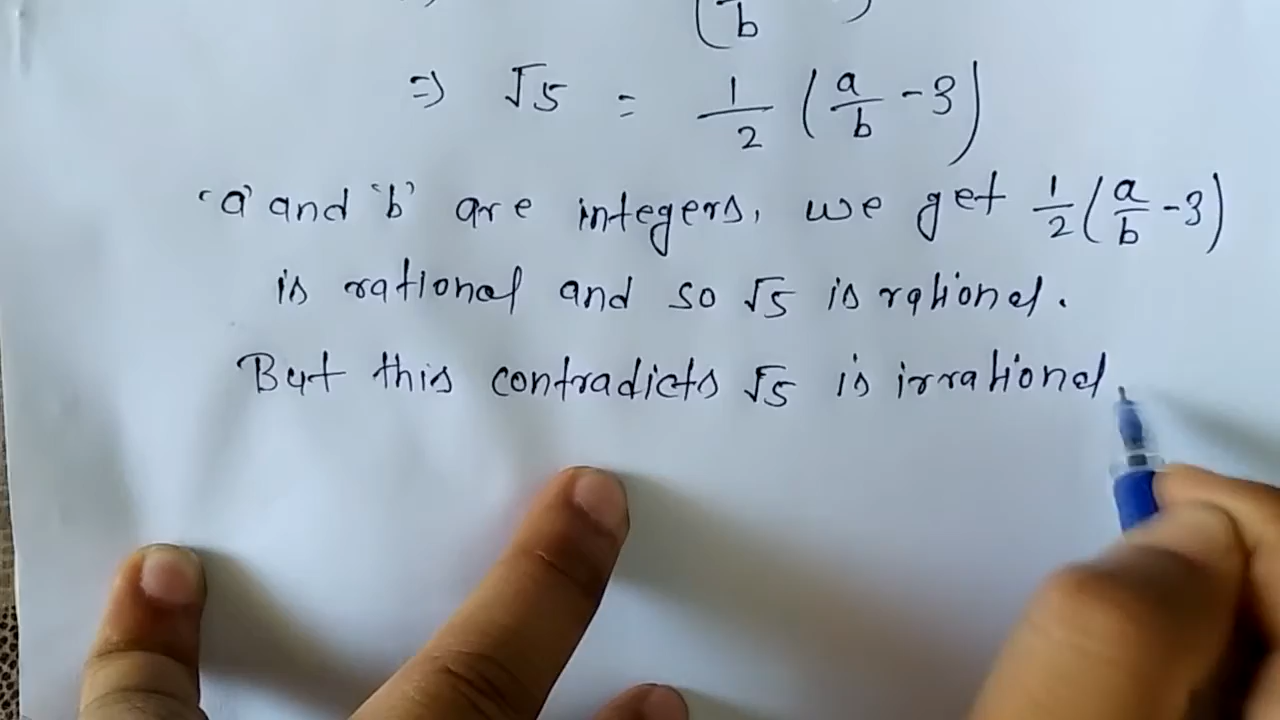 (b )
=) √5 = 1/2 (a/b - 3)
'a' and 'b' are integers, we get 1/2 (a/b - 3)
is rational and so √5 is rational.
But this contradicts √5 is irrational